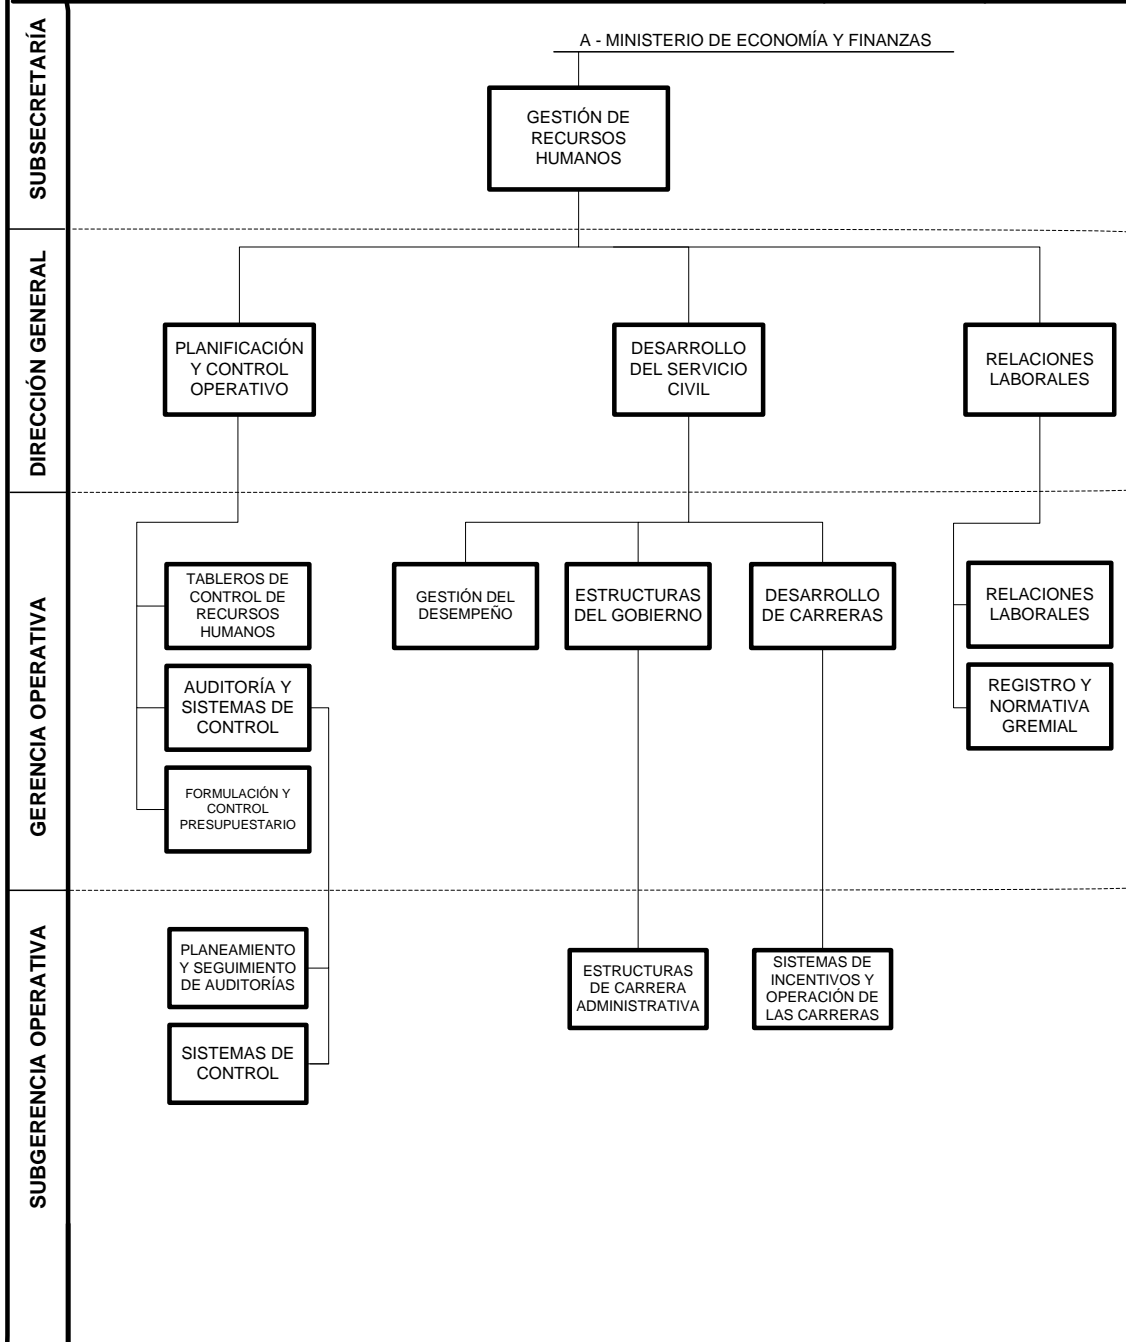 SUBSECRETARÍA
A - MINISTERIO DE ECONOMÍA Y FINANZAS
GESTIÓN DE
RECURSOS
HUMANOS
DIRECCIÓN GENERAL
PLANIFICACIÓN
Y CONTROL
OPERATIVO
DESARROLLO
DEL SERVICIO
CIVIL
RELACIONES
LABORALES
GERENCIA OPERATIVA
TABLEROS DE
CONTROL DE
RECURSOS
HUMANOS
AUDITORÍA Y
SISTEMAS DE
CONTROL
FORMULACIÓN Y
CONTROL
PRESUPUESTARIO
GESTIÓN DEL
DESEMPEÑO
ESTRUCTURAS
DEL GOBIERNO
DESARROLLO
DE CARRERAS
RELACIONES
LABORALES
REGISTRO Y
NORMATIVA
GREMIAL
SUBGERENCIA OPERATIVA
PLANEAMIENTO
Y SEGUIMIENTO
DE AUDITORÍAS
SISTEMAS DE
CONTROL
ESTRUCTURAS
DE CARRERA
ADMINISTRATIVA
SISTEMAS DE
INCENTIVOS Y
OPERACIÓN DE
LAS CARRERAS